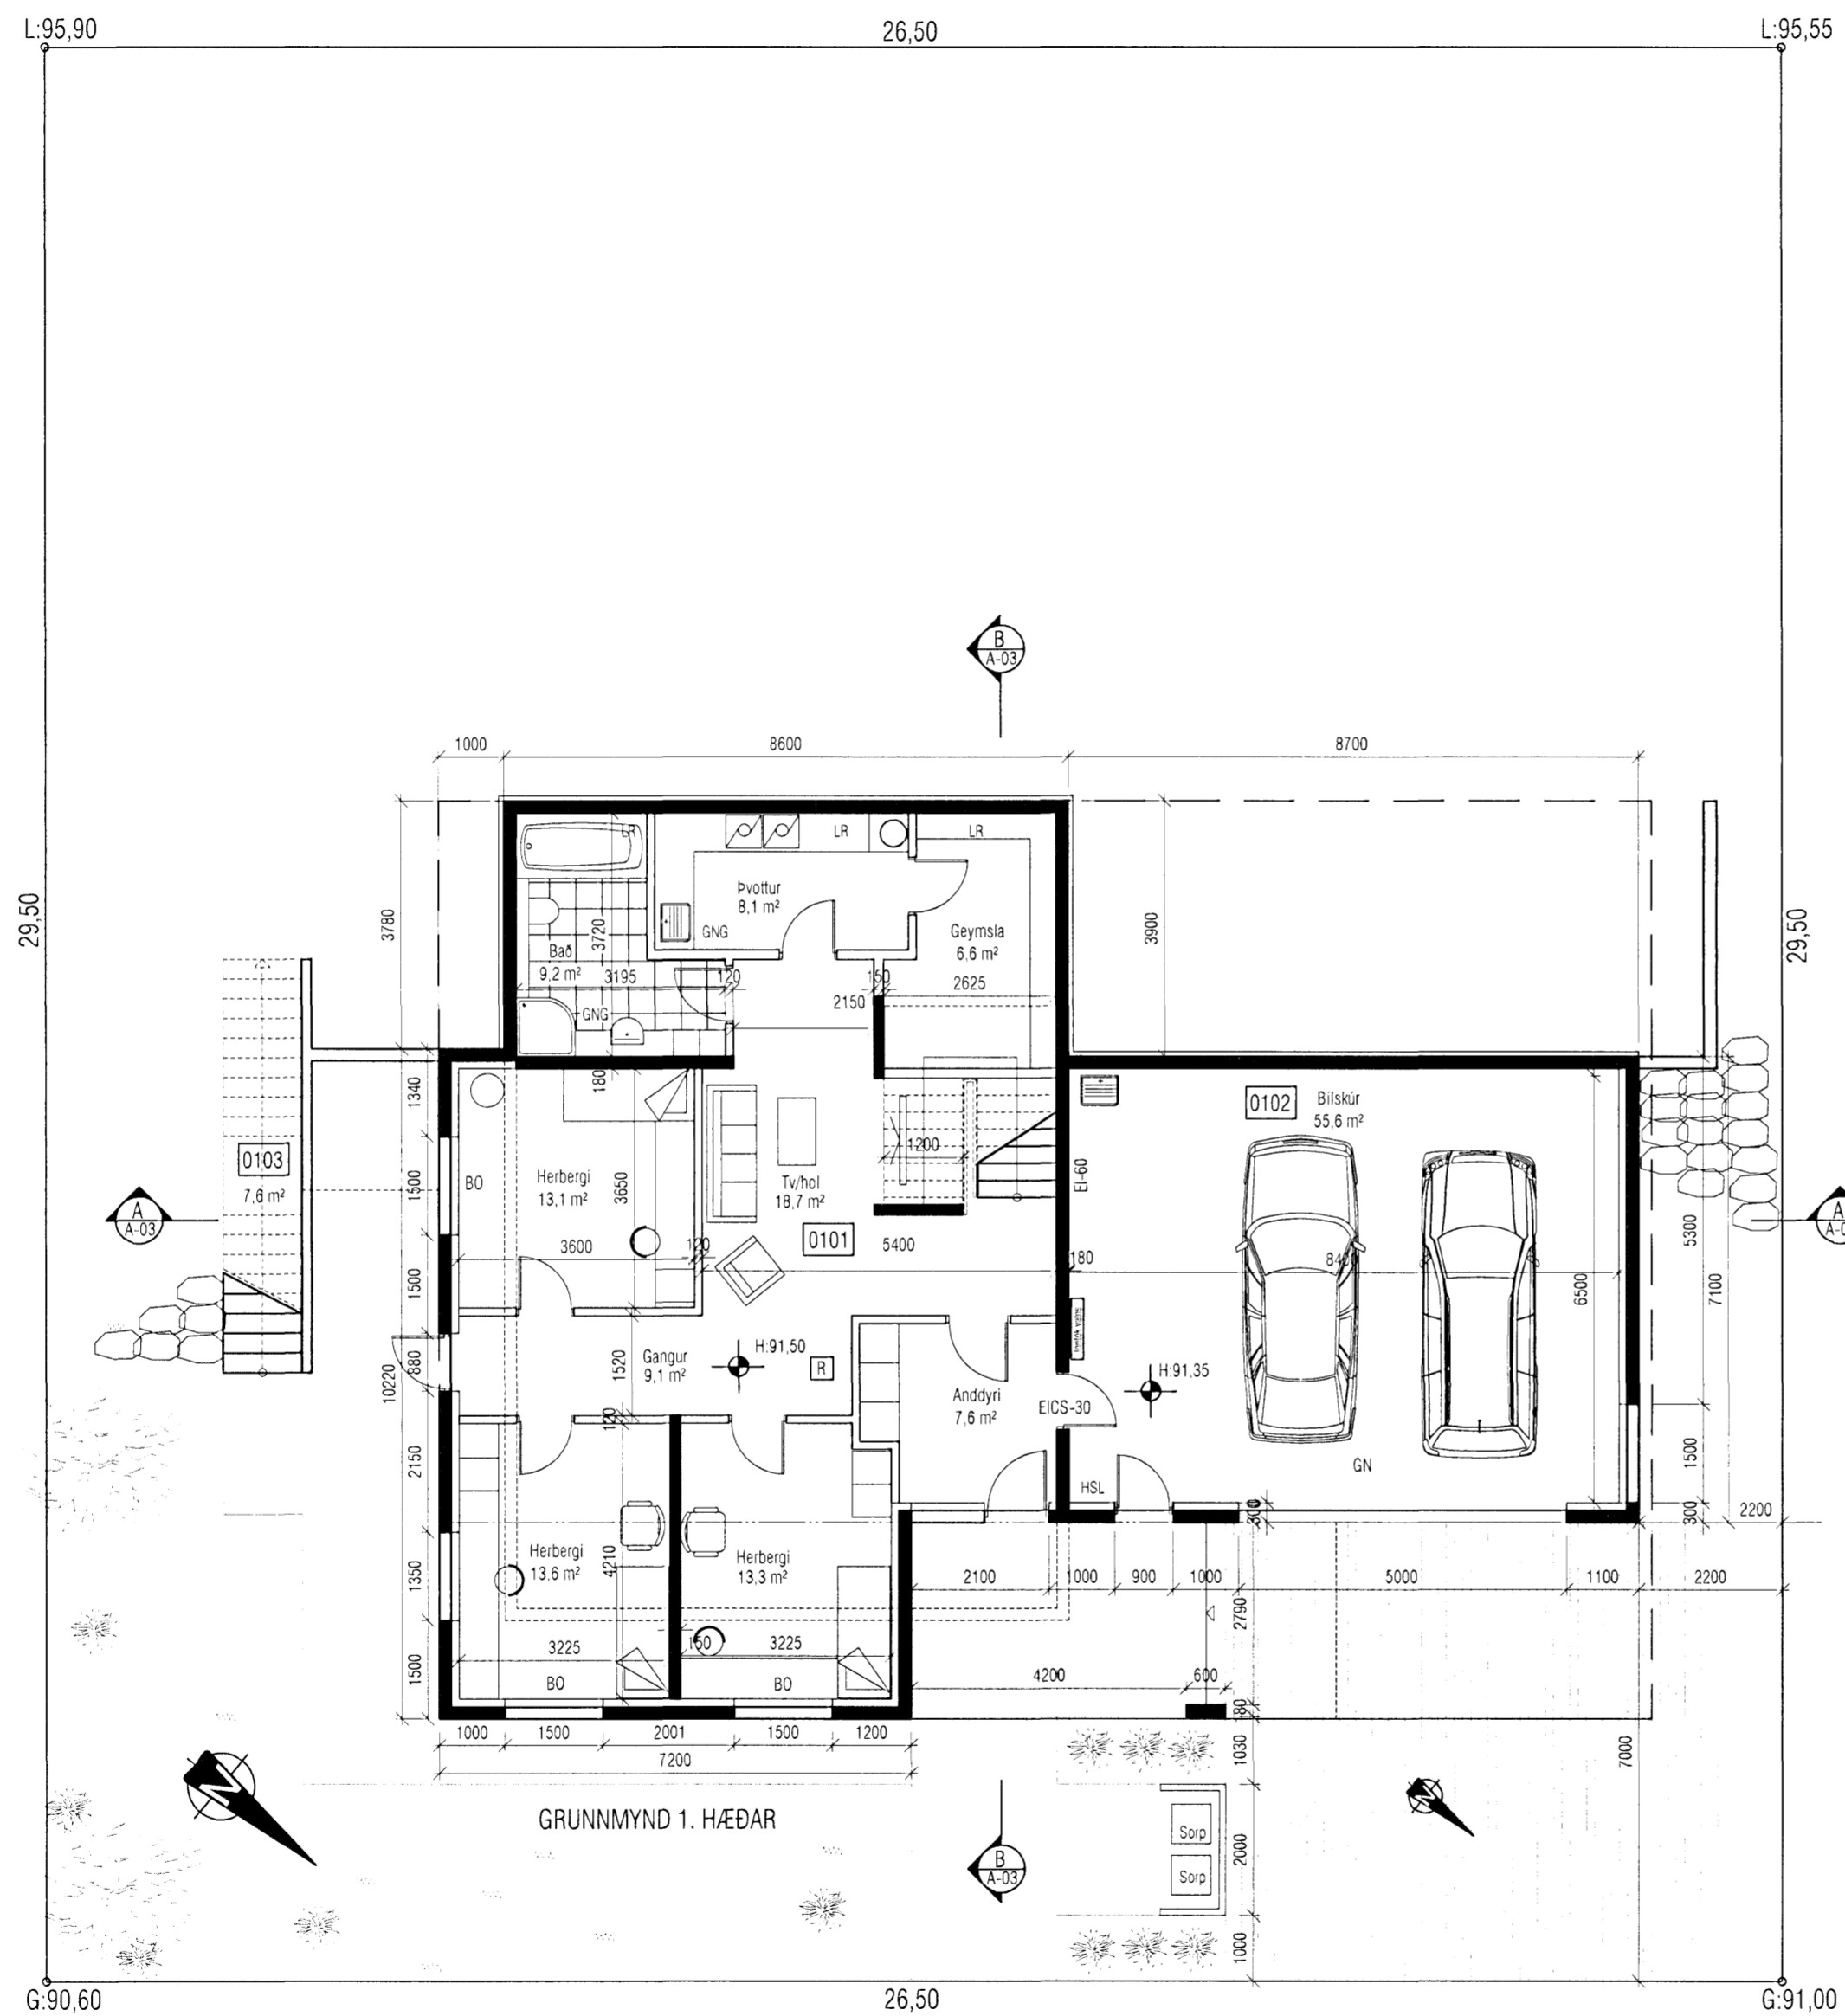 L:95,90
26,50
L:95,55
B
A-03
1000
8600
8700
29,50
3780
3900
29,50
LR
LR
LR
Þvottur
8,1 m²
GNG
Geymsla
6,6 m²
2625
Bað
9,2 m²
3720
3195
120
150
2150
GNG
1340
180
0102
Bílskúr
55,6 m²
0103
7,6 m²
A
A-03
1500
BO
Herbergi
13,1 m²
3650
Tv/hol
18,7 m²
1200
EI-60
0101
3600
120
5400
180
6500
5300
7100
1500
H:91,50
R
H:91,35
10220
880
Gangur
9,1 m²
1520
Anddyri
7,6 m²
EICS-30
120
2150
HSL
GN
1500
300
300
2200
1350
Herbergi
13,6 m²
4210
Herbergi
13,3 m²
2100
1000
900
1000
5000
1100
2200
2790
3225
150
3225
1500
BO
BO
4200
600
180
1000
1500
2001
1500
1200
7200
1030
7000
N
N
GRUNNMYND 1. HÆÐAR
Sorp
Sorp
2000
B
A-03
1000
G:90,60
26,50
G:91,00